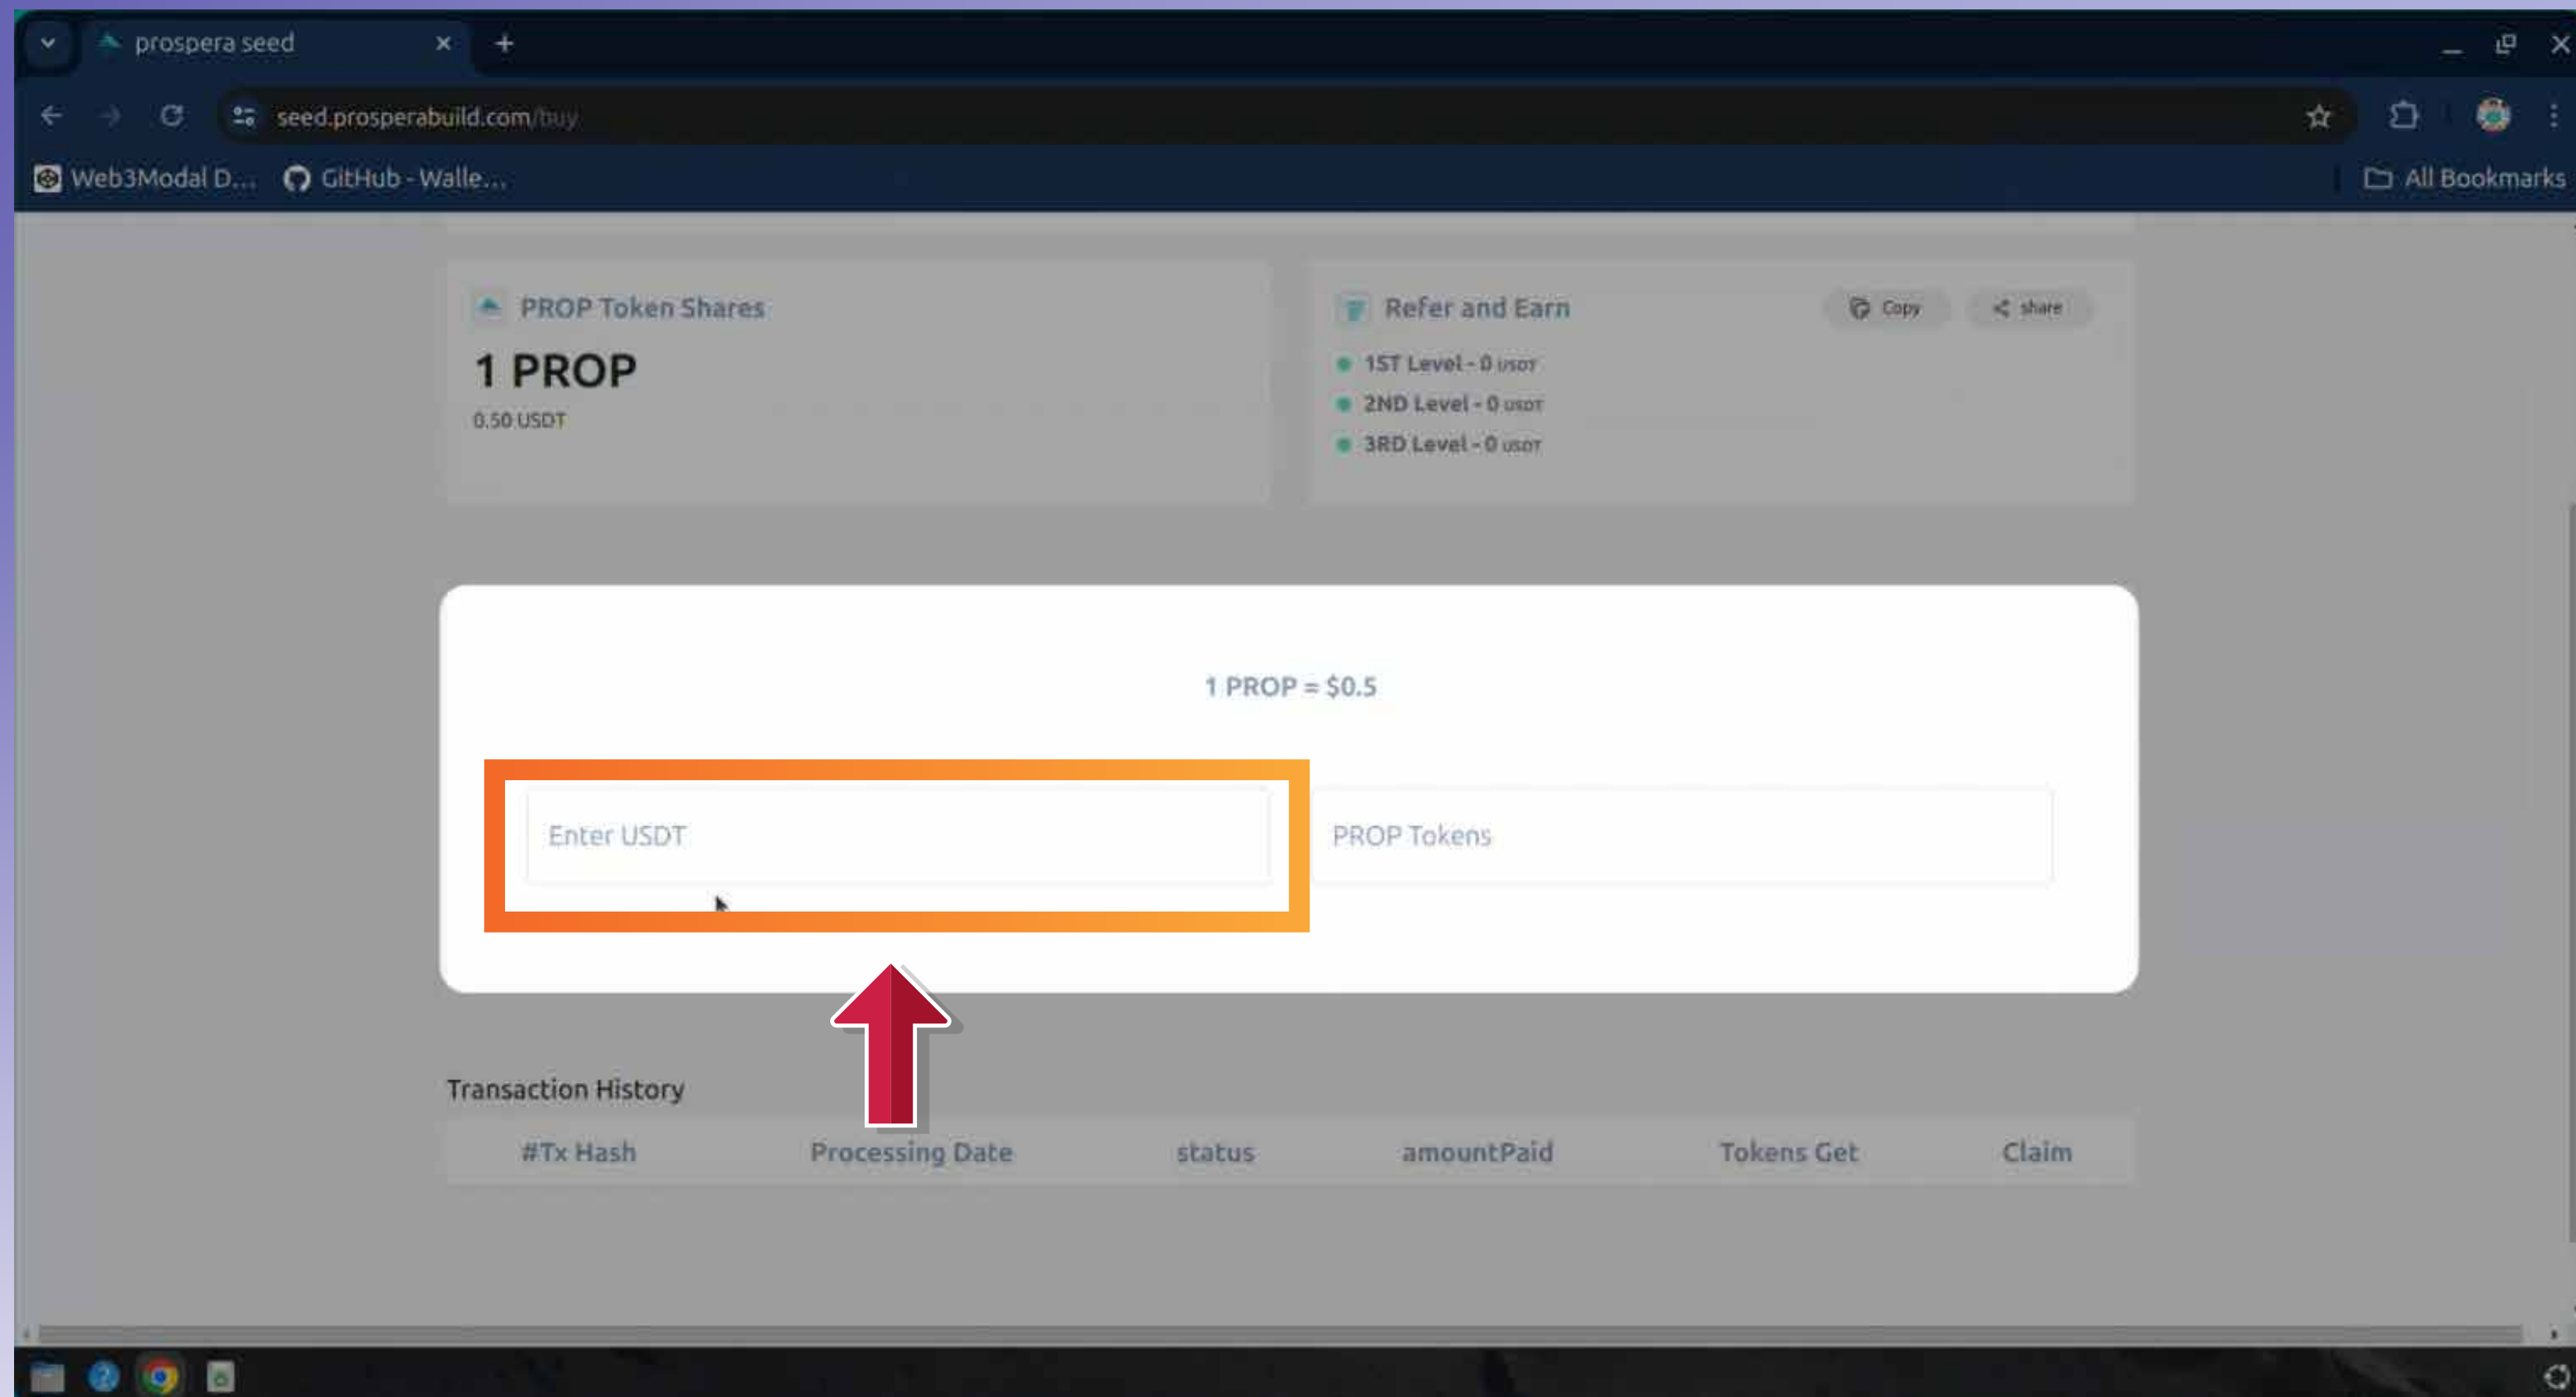 prospera seed
seed.prosperabuild.com/buy
Web3Modal D... GitHub - Walle...
All Bookmarks
PROP Token Shares
1 PROP
0.50 USDT
Refer and Earn
Copy
share
1ST Level - 0 USDT
2ND Level - 0 USDT
3RD Level - 0 USDT
1 PROP = $0.5
Enter USDT
PROP Tokens
Transaction History
#Tx Hash Processing Date status amountPaid Tokens Get Claim